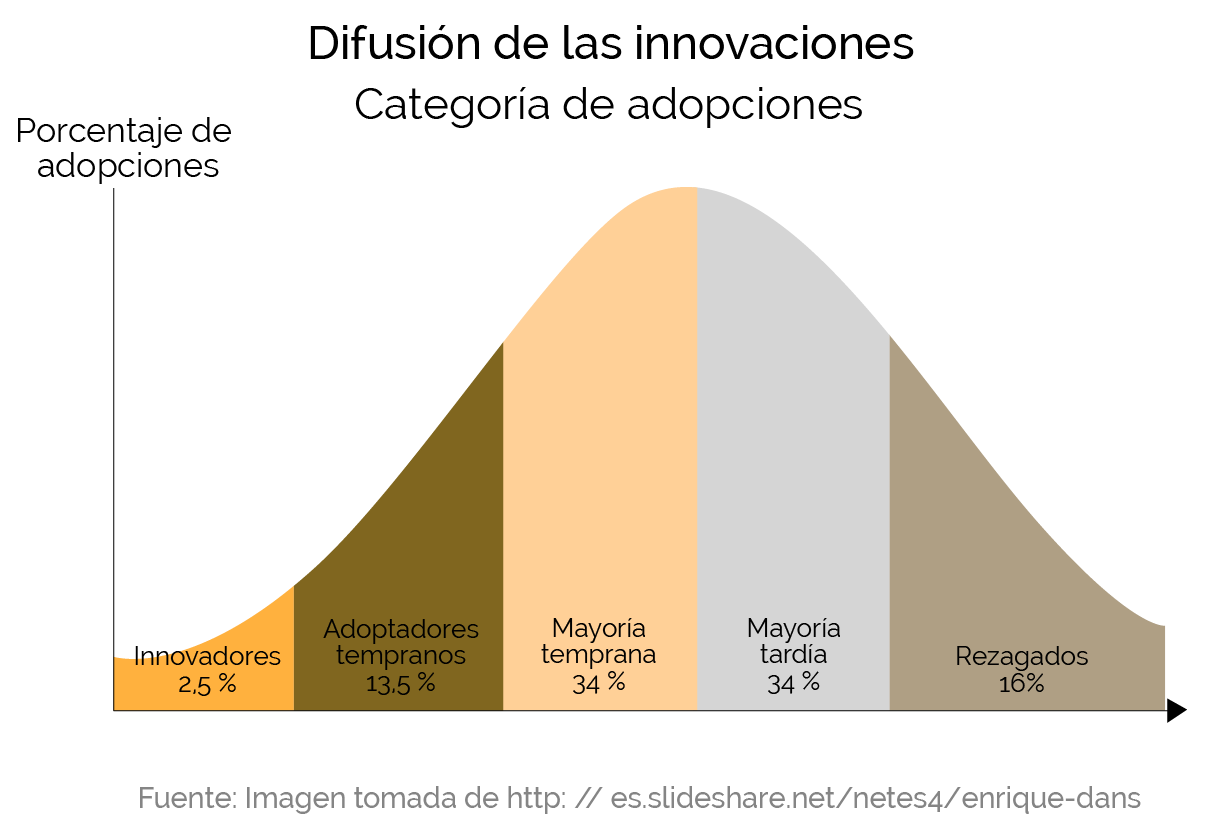 Difusión de las innovaciones
Categoría de adopciones
Porcentaje de
adopciones
Innovadores
2,5 %
Adoptadores
tempranos
13,5 %
Mayoría
temprana
34 %
Mayoría
tardía
34 %
Rezagados
16%
Fuente: Imagen tomada de http: // es.slideshare.net/netes4/enrique-dans